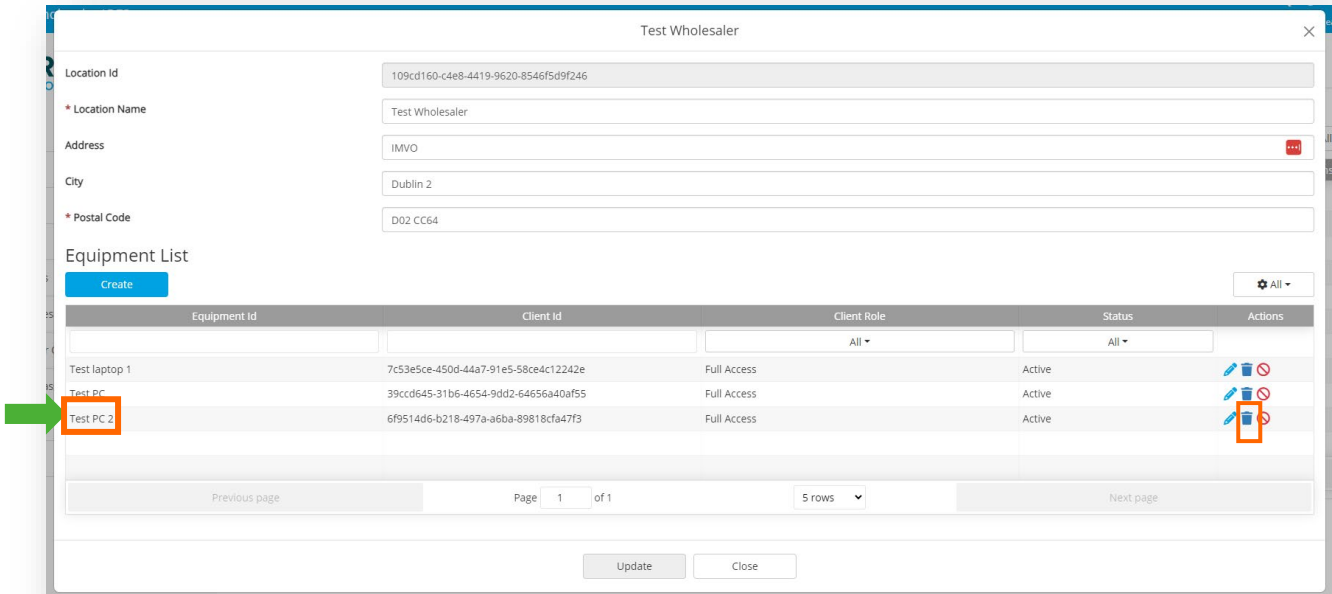 Test Wholesaler
Location Id 109cd160-c4e8-4419-9620-8546f5d9f246
* Location Name Test Wholesaler
Address IMVO
City Dublin 2
* Postal Code D02 CC64
Equipment List
Create All
Equipment Id Client Id Client Role Status Actions
All All
Test laptop 1 7c53e5ce-450d-44a7-91e5-58ce4c12242e Full Access Active
Test PC 39ccd645-31b6-4654-9dd2-64656a40af55 Full Access Active
Test PC 2 6f9514d6-b218-497a-a6ba-89818cfa47f3 Full Access Active
Previous page Page 1 of 1 5 rows Next page
Update Close